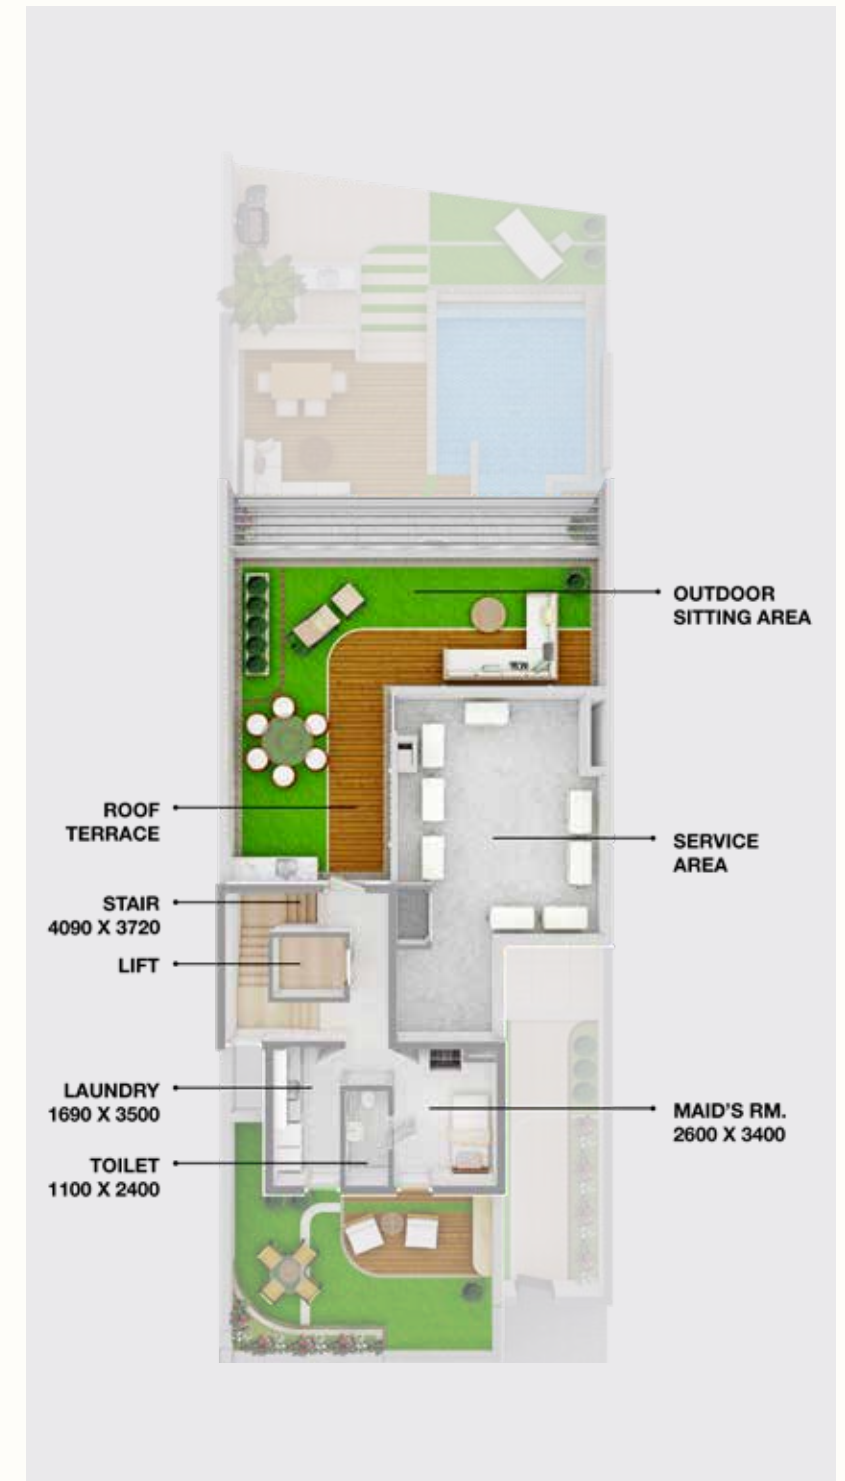 OUTDOOR
SITTING AREA
ROOF
TERRACE
SERVICE
AREA
STAIR
4090 X 3720
LIFT
LAUNDRY
1690 X 3500
MAID'S RM.
2600 X 3400
TOILET
1100 X 2400